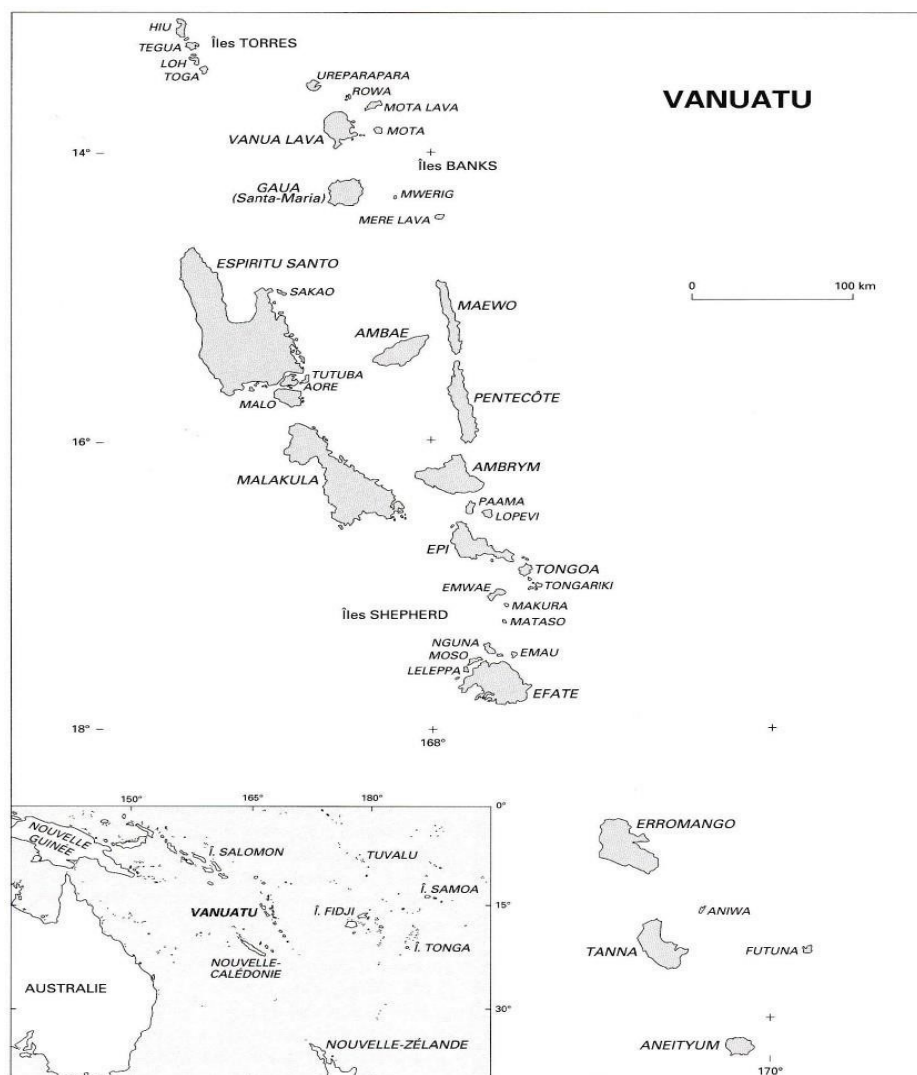 HIU
TEGUA
LOH
TOGA
Îles TORRES
UREPARAPARA
ROWA
MOTA LAVA
VANUA LAVA
MOTA
VANUATU
14°
Îles BANKS
GAUA
(Santa-Maria)
MWERIG
MERE LAVA
ESPIRITU SANTO
SAKAO
MAEWO
0
100 km
AMBAE
TUTUBA
AORE
MALO
PENTECÔTE
16°
MALAKULA
AMBRYM
PAAMA
LOPEVI
EPI
TONGOA
TONGARIKI
EMWAE
MAKURA
Îles SHEPHERD
MATASO
NGUNA
MOSO
EMAU
LELEPPA
EFATE
18°
168°
150°
165°
180°
0°
NOUVELLE
GUINÉE
Î. SALOMON
TUVALU
Î. SAMOA
VANUATU
Î. FIDJI
15°
Î. TONGA
NOUVELLE-
CALÉDONIE
AUSTRALIE
30°
NOUVELLE-ZÉLANDE
ERROMANGO
ANIWA
TANNA
FUTUNA
ANEITYUM
170°